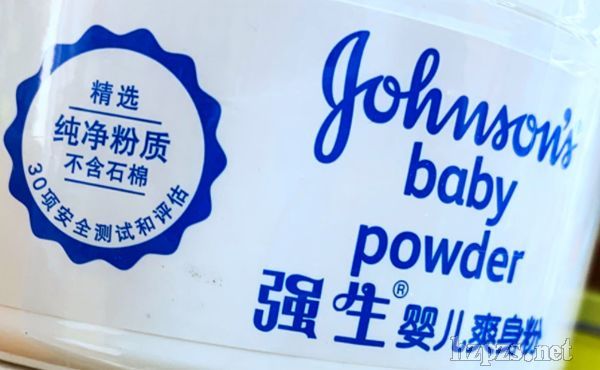 精选
纯净粉质
不含石棉
30项安全测试和评估
Johnson's
baby
powder
强生®婴儿爽身粉
hzpzs.net